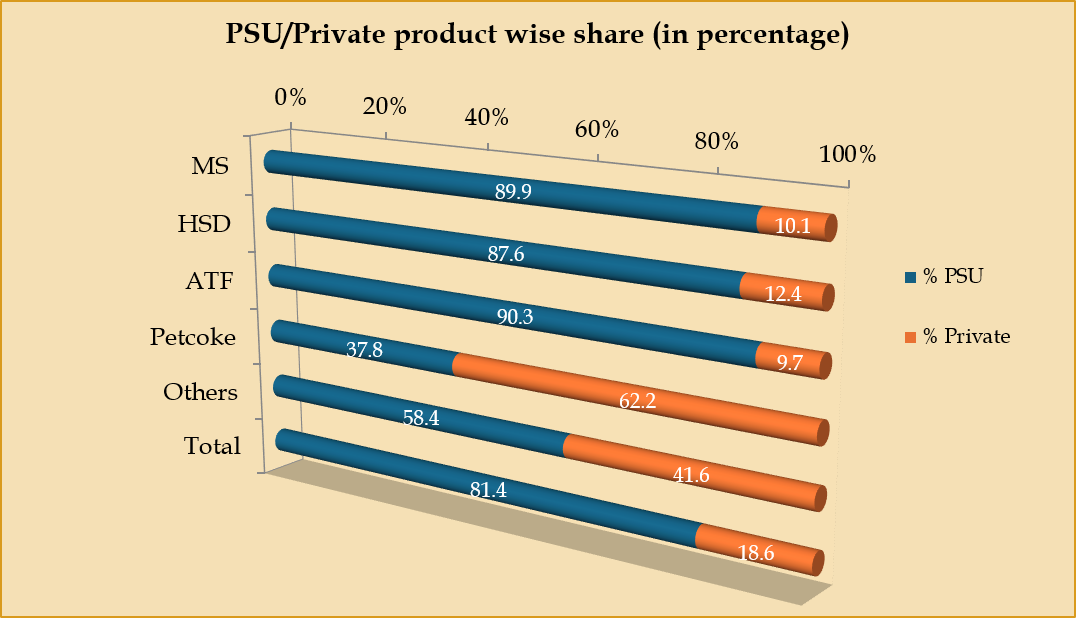 PSU/Private product wise share (in percentage)
0%
20%
40%
60%
80%
100%
MS
89.9
10.1
HSD
87.6
12.4
ATF
90.3
9.7
Petcoke
37.8
62.2
Others
58.4
41.6
Total
81.4
18.6
% PSU
% Private